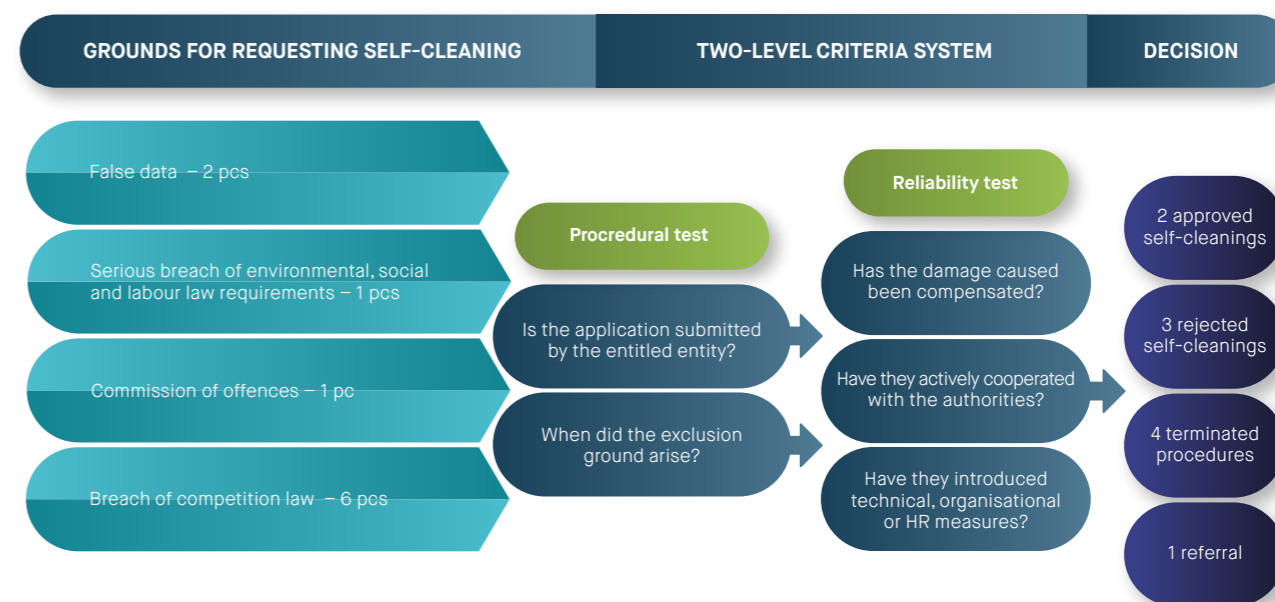 GROUNDS FOR REQUESTING SELF-CLEANING
TWO-LEVEL CRITERIA SYSTEM
DECISION
False data – 2 pcs
Serious breach of environmental, social
and labour law requirements – 1 pcs
Commission of offences – 1 pc
Breach of competition law – 6 pcs
Procredural test
Is the application submitted
by the entitled entity?
When did the exclusion
ground arise?
Reliability test
Has the damage caused
been compensated?
Have they actively cooperated
with the authorities?
Have they introduced
technical, organisational
or HR measures?
2 approved
self-cleanings
3 rejected
self-cleanings
4 terminated
procedures
1 referral